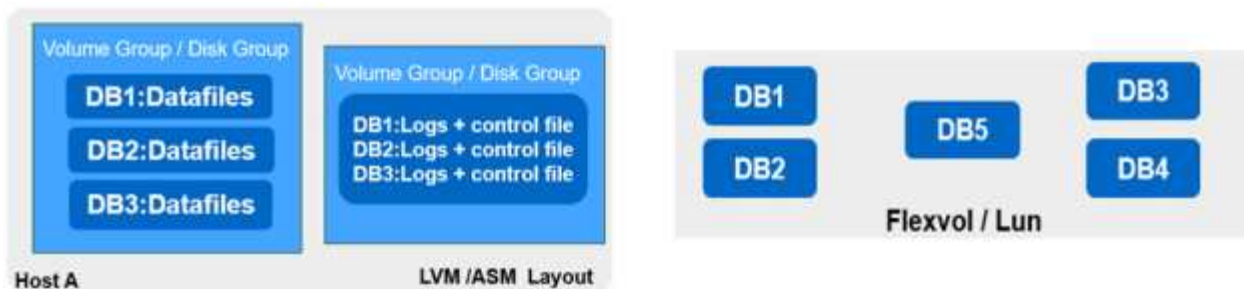 Volume Group / Disk Group
DB1:Datafiles
DB2:Datafiles
DB3:Datafiles
Volume Group / Disk Group
DB1:Logs + control file
DB2:Logs + control file
DB3:Logs + control file
Host A
LVM /ASM Layout
DB1
DB2
DB5
DB3
DB4
Flexvol / Lun